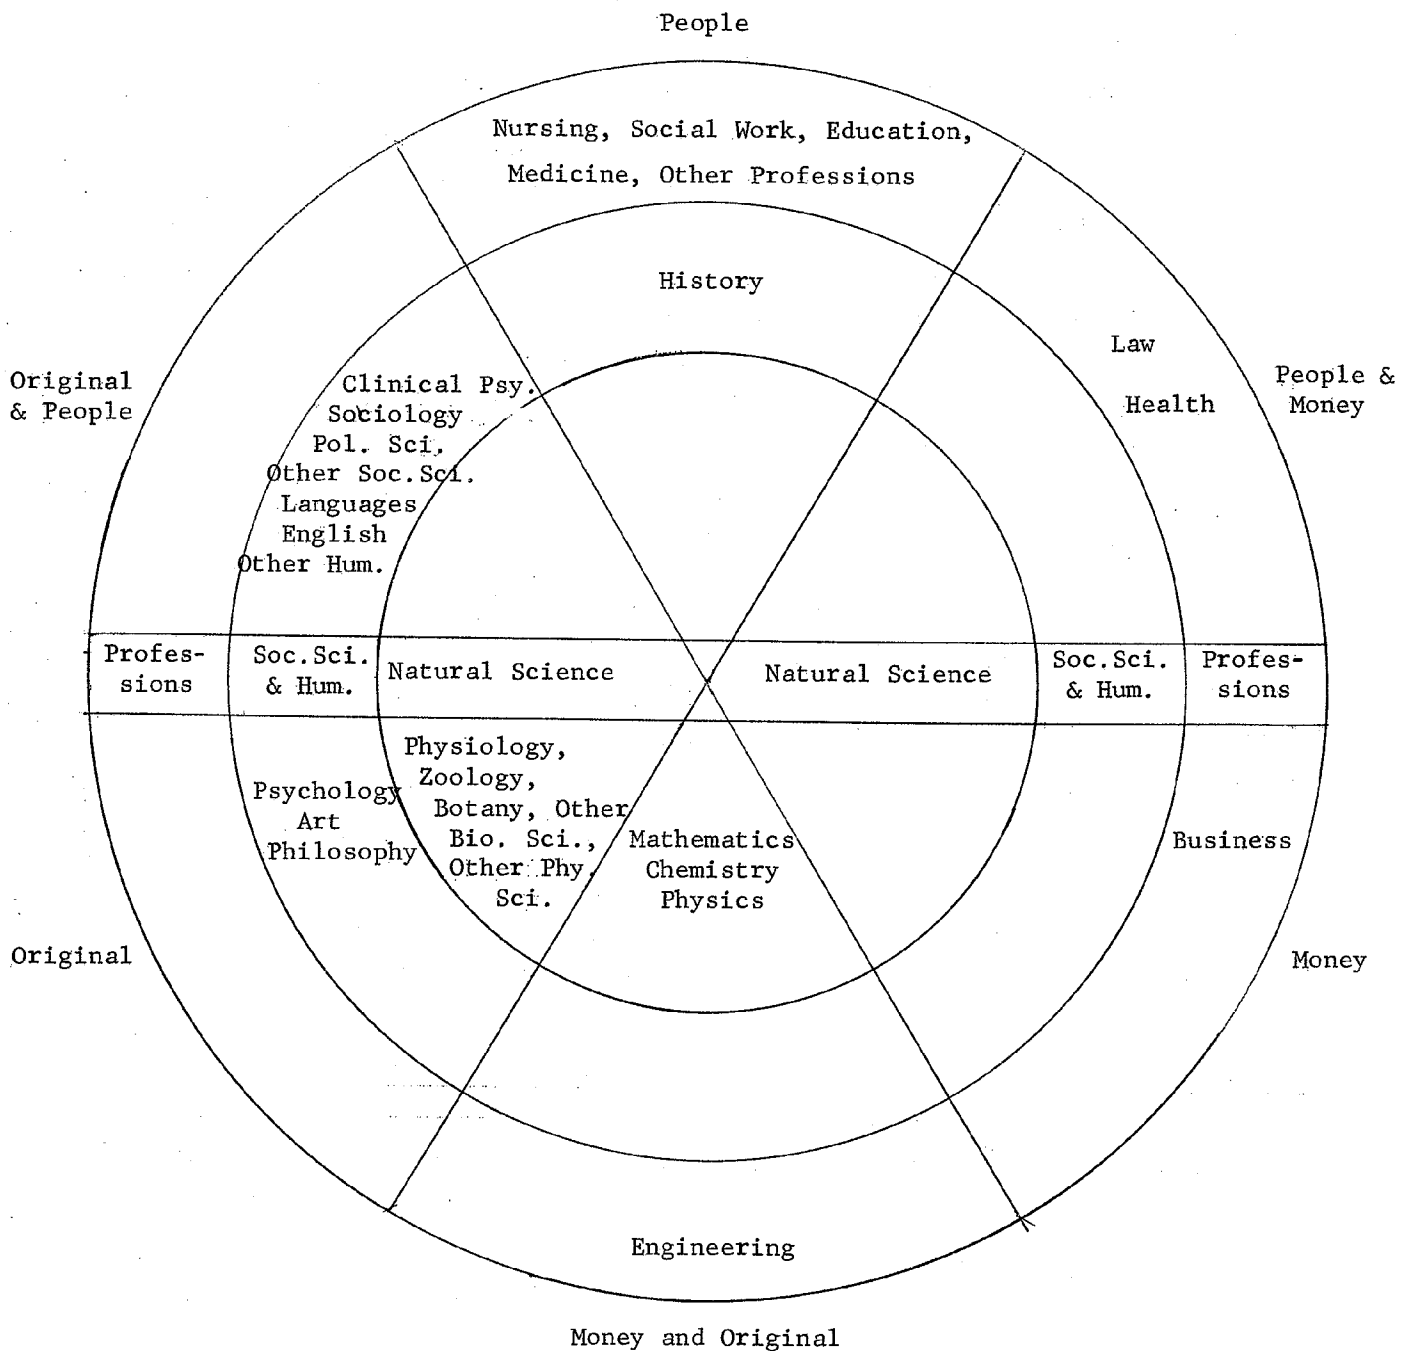 People
Nursing, Social Work, Education,
Medicine, Other Professions
History
Law
Health
People &
Money
Original
& People
Clinical Psy.
Sociology
Pol. Sci.
Other Soc.Sci.
Languages
English
Other Hum.
Profes-
sions
Soc.Sci.
& Hum.
Natural Science
Natural Science
Soc.Sci.
& Hum.
Profes-
sions
Psychology
Art
Philosophy
Physiology,
Zoology,
Botany, Other
Bio. Sci.,
Other Phy.
Sci.
Mathematics
Chemistry
Physics
Business
Original
Money
Engineering
Money and Original